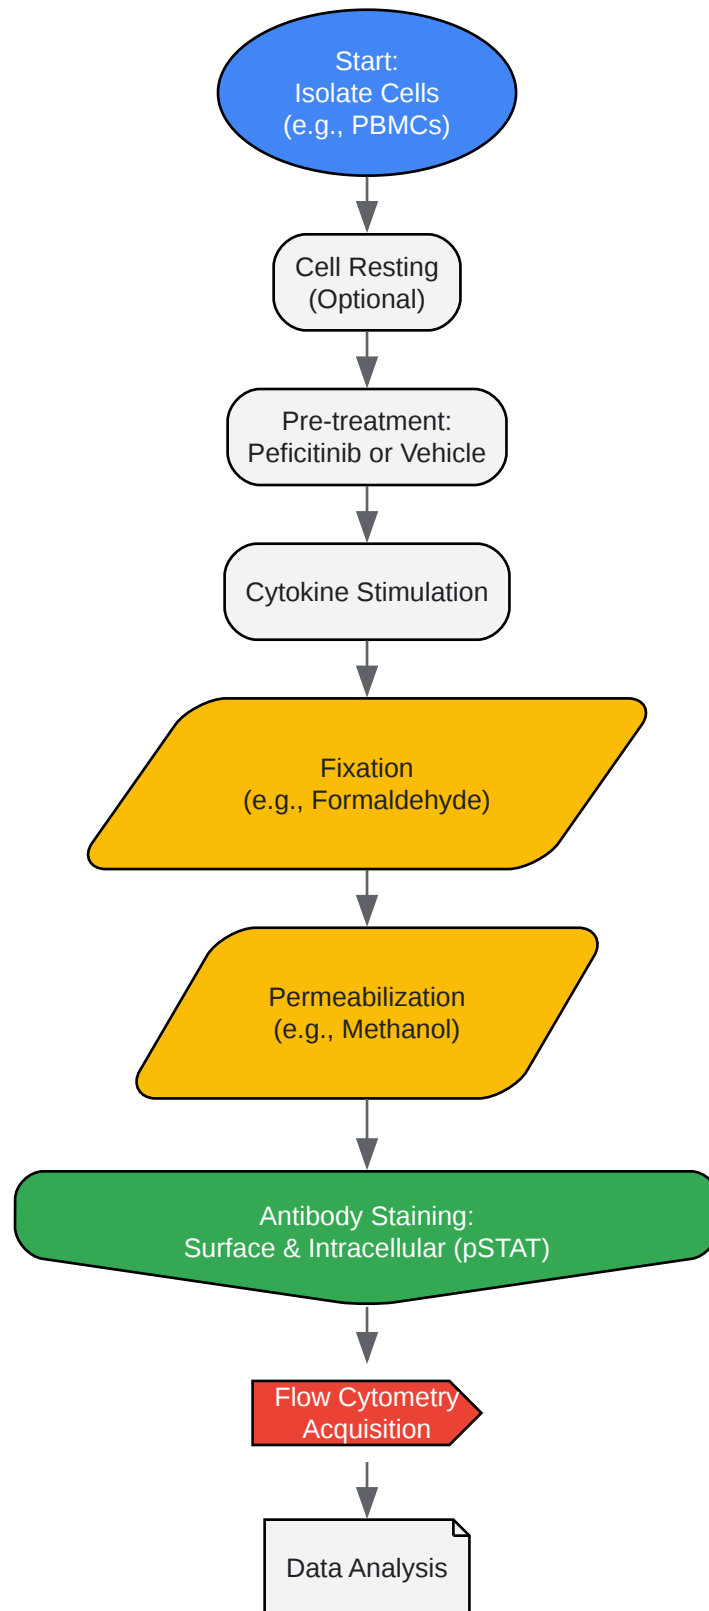 Start:
Isolate Cells
(e.g., PBMCs)
Cell Resting
(Optional)
Pre-treatment:
Peficitinib or Vehicle
Cytokine Stimulation
Fixation
(e.g., Formaldehyde)
Permeabilization
(e.g., Methanol)
Antibody Staining:
Surface & Intracellular (pSTAT)
Flow Cytometry
Acquisition
Data Analysis